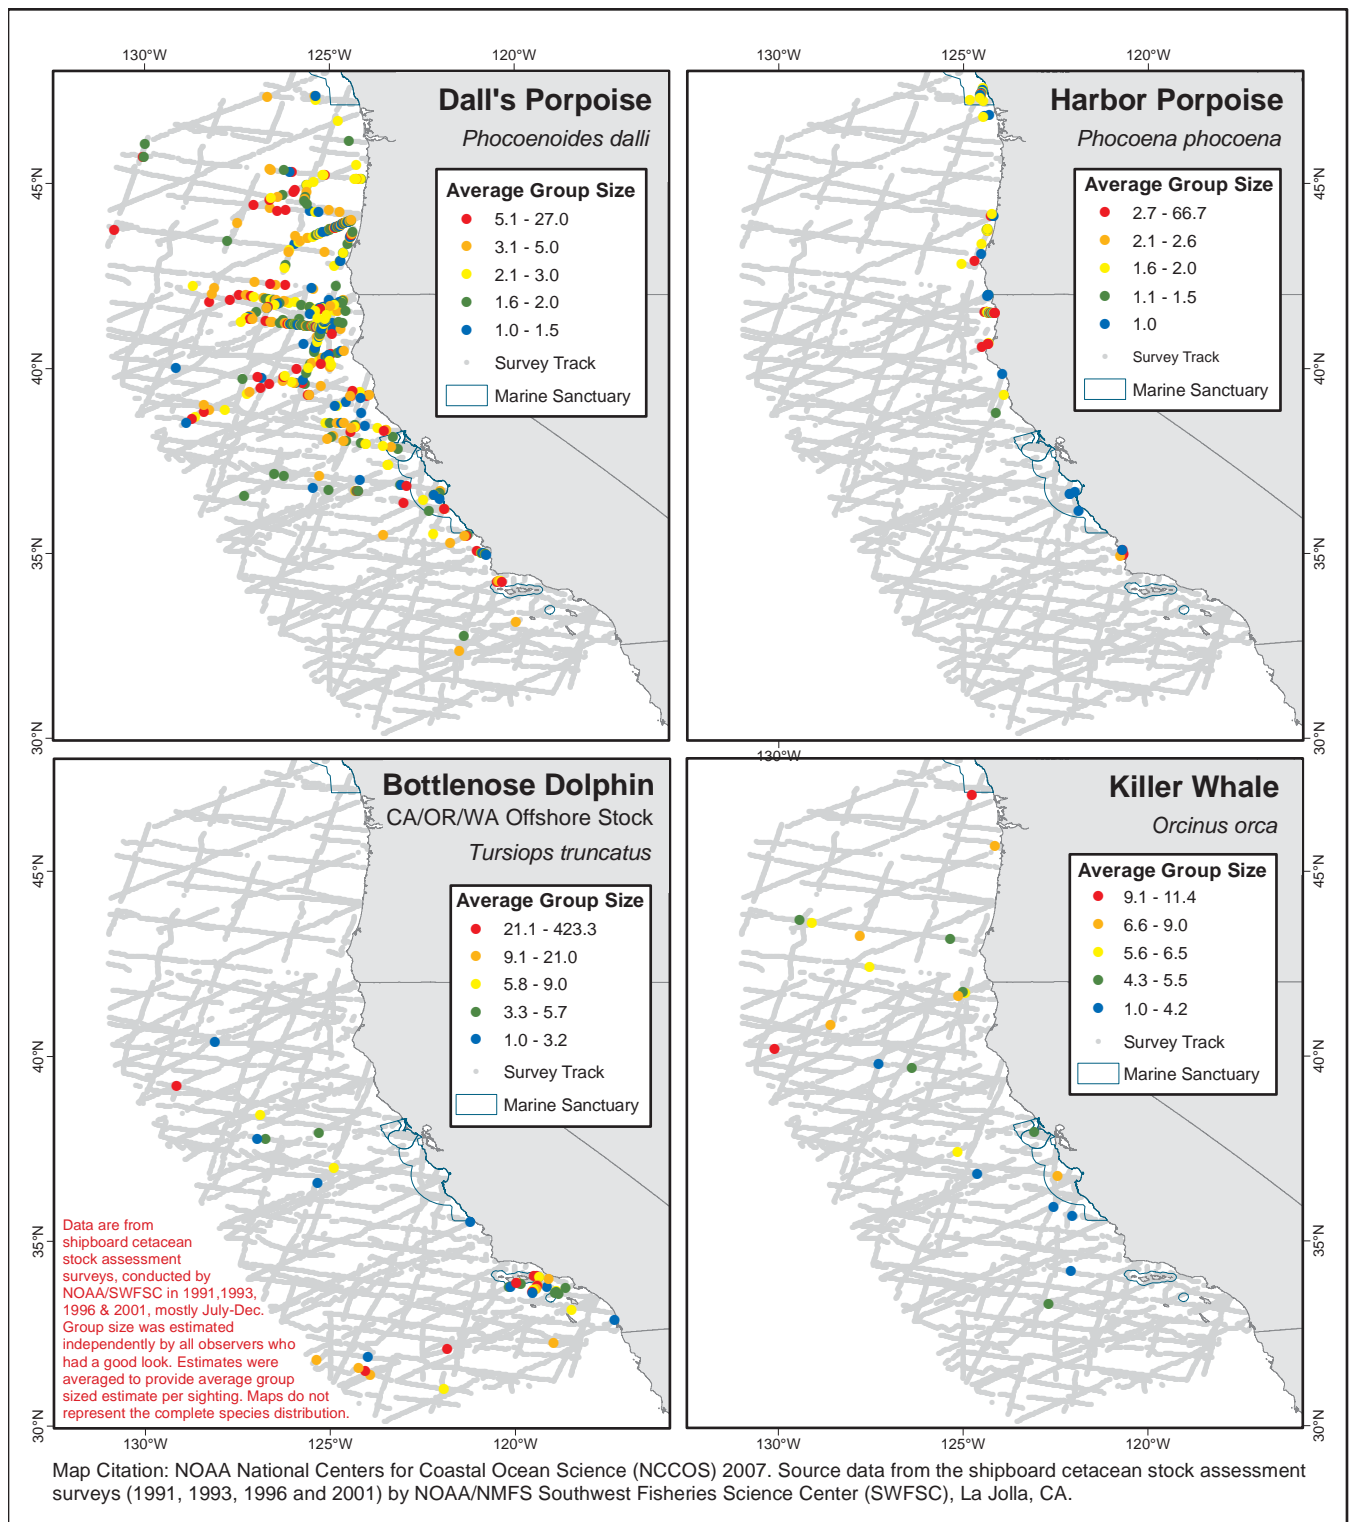 130°W 125°W 120°W
130°W 125°W 120°W
Dall's Porpoise
Phocoenoides dalli
Average Group Size
5.1 - 27.0
3.1 - 5.0
2.1 - 3.0
1.6 - 2.0
1.0 - 1.5
Survey Track
Marine Sanctuary
45°N
40°N
35°N
30°N
Harbor Porpoise
Phocoena phocoena
Average Group Size
2.7 - 66.7
2.1 - 2.6
1.6 - 2.0
1.1 - 1.5
1.0
Survey Track
Marine Sanctuary
45°N
40°N
35°N
30°N
130°W
Bottlenose Dolphin
CA/OR/WA Offshore Stock
Tursiops truncatus
Average Group Size
21.1 - 423.3
9.1 - 21.0
5.8 - 9.0
3.3 - 5.7
1.0 - 3.2
Survey Track
Marine Sanctuary
45°N
40°N
35°N
30°N
Data are from
shipboard cetacean
stock assessment
surveys, conducted by
NOAA/SWFSC in 1991,1993,
1996 & 2001, mostly July-Dec.
Group size was estimated
independently by all observers who
had a good look. Estimates were
averaged to provide average group
sized estimate per sighting. Maps do not
represent the complete species distribution.
Killer Whale
Orcinus orca
Average Group Size
9.1 - 11.4
6.6 - 9.0
5.6 - 6.5
4.3 - 5.5
1.0 - 4.2
Survey Track
Marine Sanctuary
45°N
40°N
35°N
30°N
130°W 125°W 120°W
130°W 125°W 120°W
Map Citation: NOAA National Centers for Coastal Ocean Science (NCCOS) 2007. Source data from the shipboard cetacean stock assessment
surveys (1991, 1993, 1996 and 2001) by NOAA/NMFS Southwest Fisheries Science Center (SWFSC), La Jolla, CA.